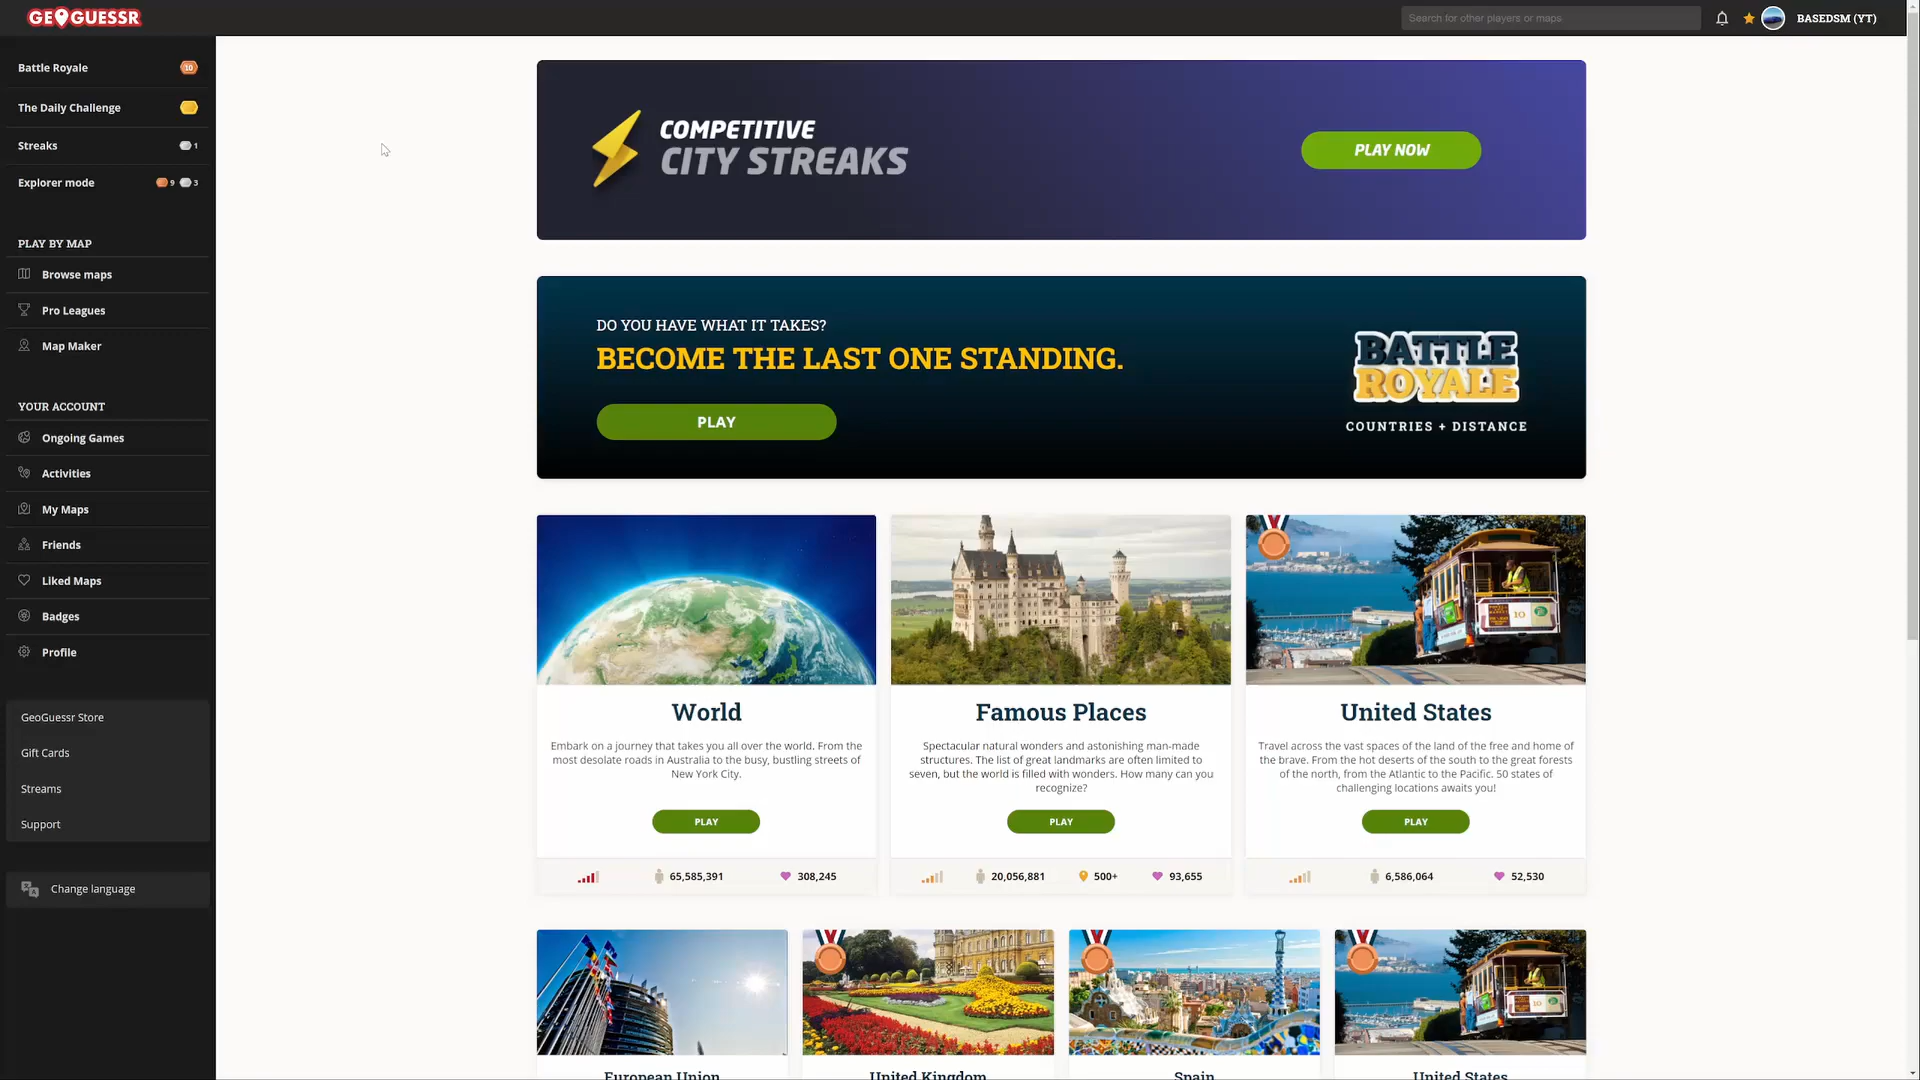 GEOGUESSR
Search for other players or maps
BASEDSM (YT)
Battle Royale
10
The Daily Challenge
Streaks
1
Explorer mode
9
3
PLAY BY MAP
Browse maps
Pro Leagues
Map Maker
YOUR ACCOUNT
Ongoing Games
Activities
My Maps
Friends
Liked Maps
Badges
Profile
GeoGuessr Store
Gift Cards
Streams
Support
Change language
COMPETITIVE
CITY STREAKS
PLAY NOW
DO YOU HAVE WHAT IT TAKES?
BECOME THE LAST ONE STANDING.
PLAY
BATTLE
ROYALE
COUNTRIES + DISTANCE
World
Embark on a journey that takes you all over the world. From the
most desolate roads in Australia to the busy, bustling streets of
New York City.
PLAY
65,585,391
308,245
Famous Places
Spectacular natural wonders and astonishing man-made
structures. The list of great landmarks are often limited to
seven, but the world is filled with wonders. How many can you
recognize?
PLAY
20,056,881
500+
93,655
10
United States
Travel across the vast spaces of the land of the free and home of
the brave. From the hot deserts of the south to the great forests
of the north, from the Atlantic to the Pacific. 50 states of
challenging locations awaits you!
PLAY
6,586,064
52,530
European Union
United Kingdom
Spain
United States